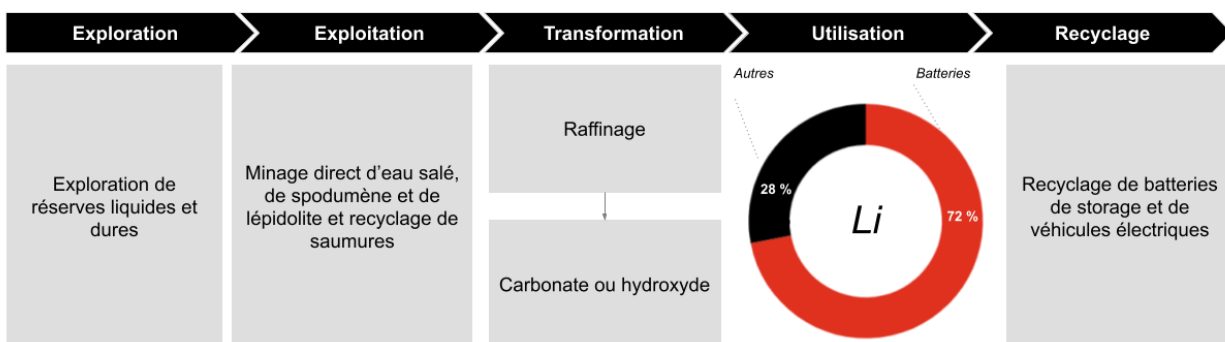 Exploration
Exploitation
Transformation
Utilisation
Recyclage
Exploration de
réserves liquides et
dures
Minage direct d'eau salé,
de spodumène et de
lépidolite et recyclage de
saumures
Raffinage
Carbonate ou hydroxyde
Autres
Batteries
28 %
Li
72 %
Recyclage de batteries
de storage et de
véhicules électriques